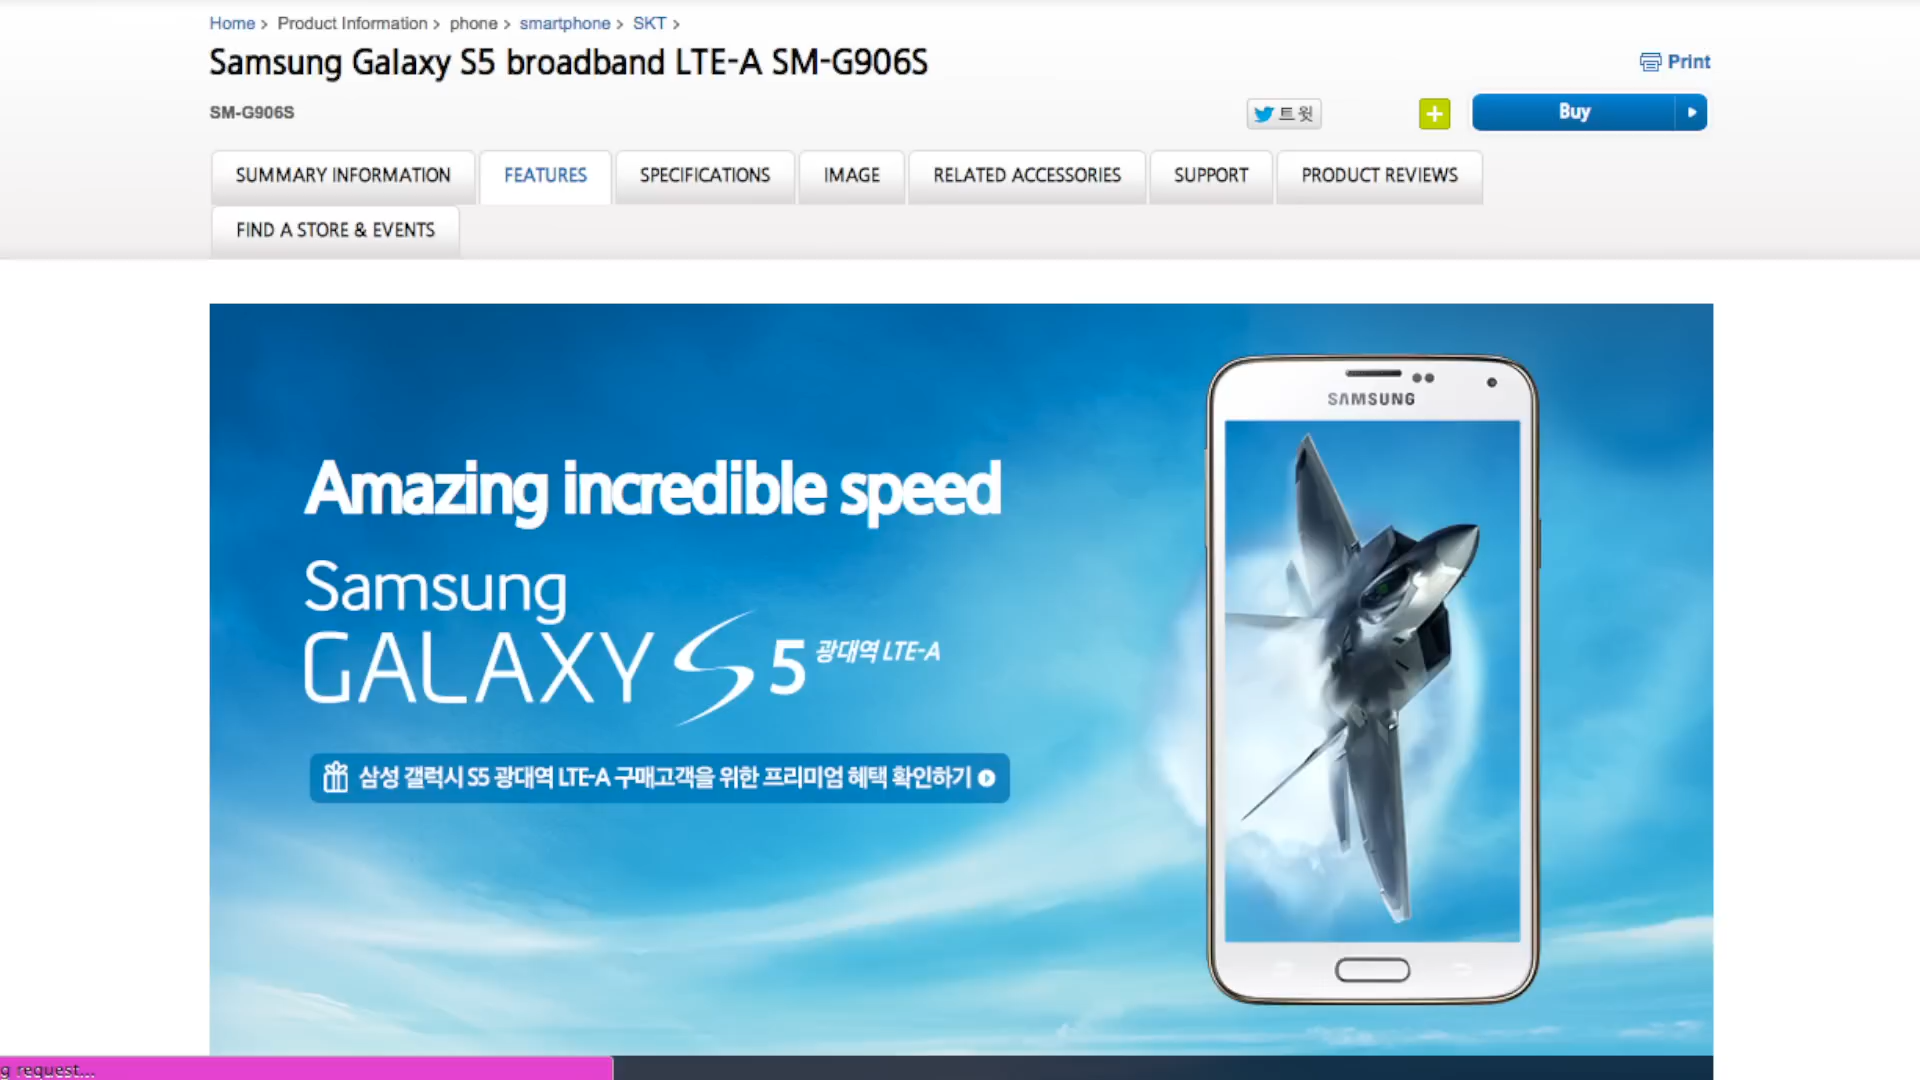 Home > Product Information > phone > smartphone > SKT >
Samsung Galaxy S5 broadband LTE-A SM-G906S
Print
SM-G906S
트윗
Buy
SUMMARY INFORMATION
FEATURES
SPECIFICATIONS
IMAGE
RELATED ACCESSORIES
SUPPORT
PRODUCT REVIEWS
FIND A STORE & EVENTS
SAMSUNG
Amazing incredible speed
Samsung
GALAXY S5 광대역 LTE-A
삼성 갤럭시 S5 광대역 LTE-A 구매고객을 위한 프리미엄 혜택 확인하기
g request...